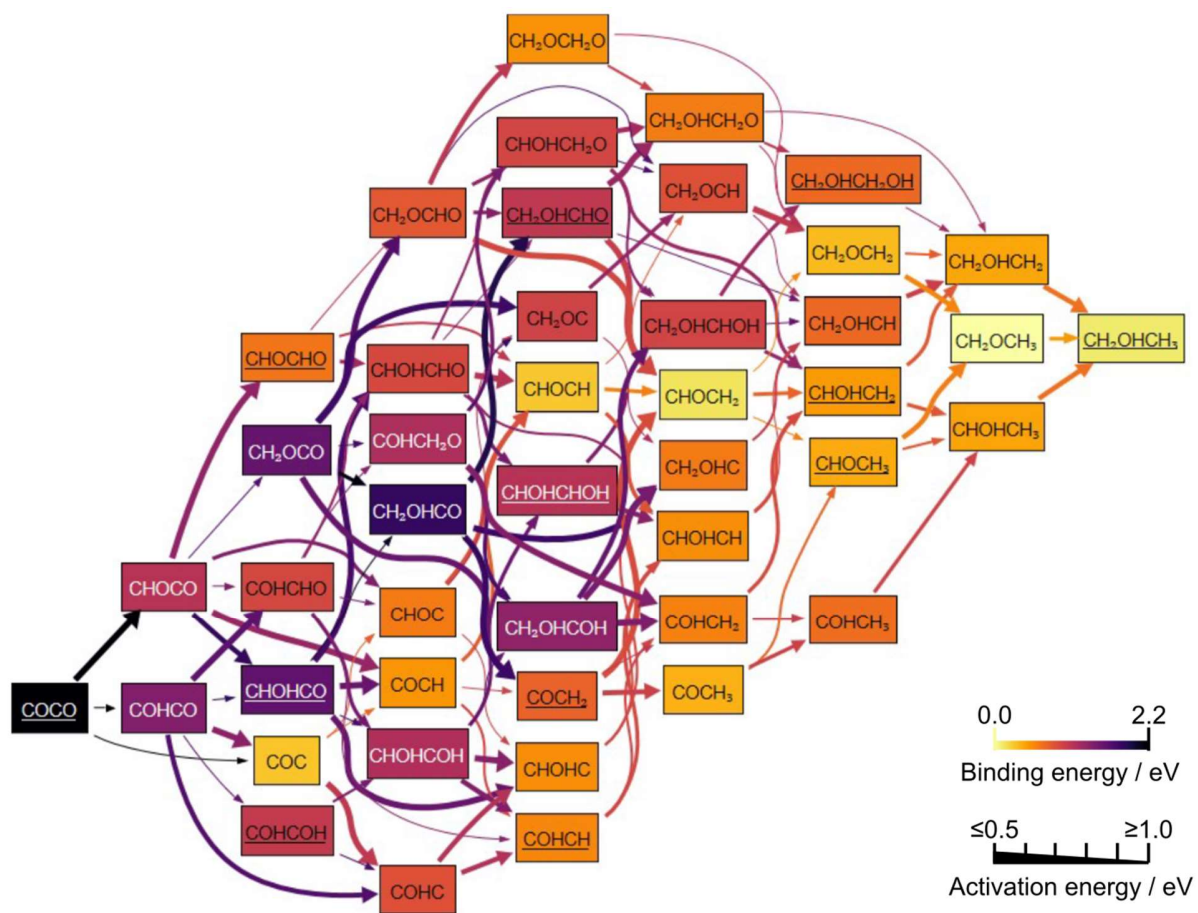 CH₂OCH₂O
CH₂OHCH₂O
CHOHCH₂O
CH₂OCH
CH₂OHCH₂OH
CH₂OCHO
CH₂OHCHO
CH₂OCH₂
CH₂OHCH₂
CH₂OC
CH₂OHCHOH
CH₂OHCH
CH₂OCH₃
CH₂OHCH₃
CHOCHO
CHOHCHO
CHOCH
CHOCH₂
CHOHCH₂
CH₂OCO
COHCH₂O
CHOHCH₃
CH₂OHC
CHOCH₃
CHOHCHOH
CH₂OHCO
CHOHCH
CHOCO
COHCHO
CHOC
CH₂OHCOH
COHCH₂
COHCH₃
COCO
COHCO
CHOHCO
COCH
COCH₂
COCH₃
COC
CHOHCOH
CHOHC
COHCOH
COHCH
COHC
0.0 2.2
Binding energy / eV
≤0.5 ≥1.0
Activation energy / eV